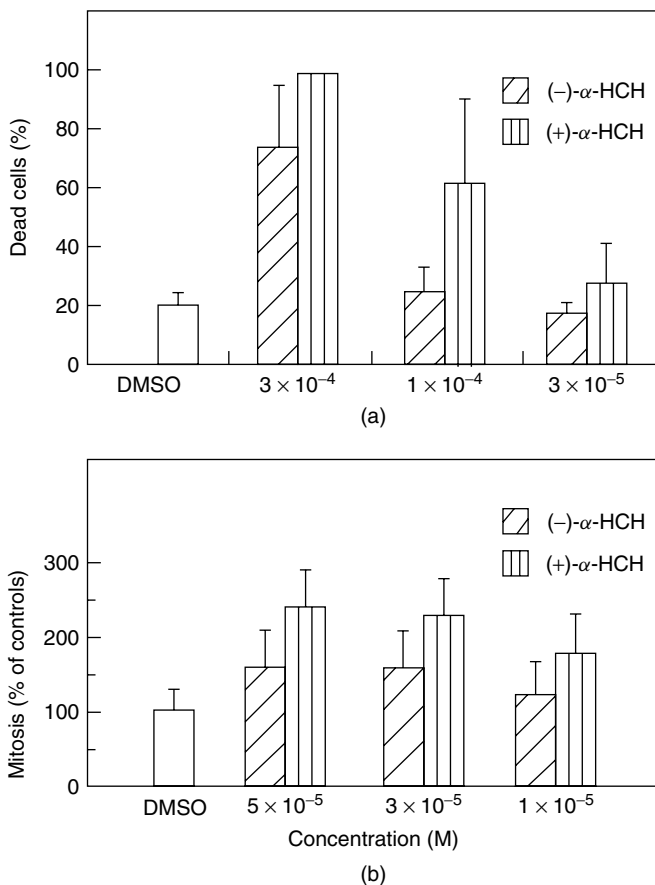 100
80
60
40
20
0
Dead cells (%)
(−)-α-HCH
(+)-α-HCH
DMSO 3 × 10⁻⁴ 1 × 10⁻⁴ 3 × 10⁻⁵
(a)
300
200
100
0
Mitosis (% of controls)
(−)-α-HCH
(+)-α-HCH
DMSO 5 × 10⁻⁵ 3 × 10⁻⁵ 1 × 10⁻⁵
Concentration (M)
(b)